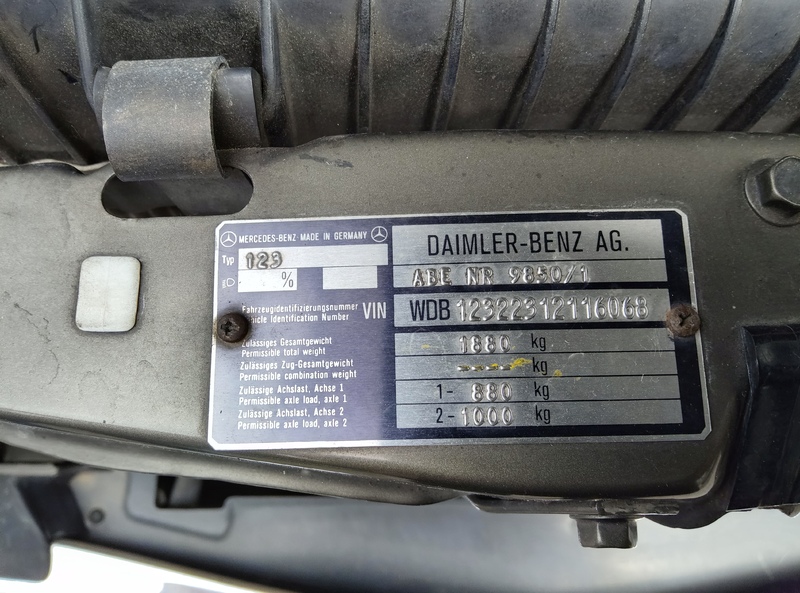 MERCEDES-BENZ MADE IN GERMANY
DAIMLER-BENZ AG.
Typ 123
%
ABE NR 9850/1
Fahrzeugidentifizierungsnummer
Vehicle Identification Number
VIN
WDB 12322312116068
Zulässiges Gesamtgewicht
Permissible total weight
1880 kg
Zulässiges Zug-Gesamtgewicht
Permissible combination weight
---- kg
Zulässige Achslast, Achse 1
Permissible axle load, axle 1
1- 880 kg
Zulässige Achslast, Achse 2
Permissible axle load, axle 2
2- 1000 kg